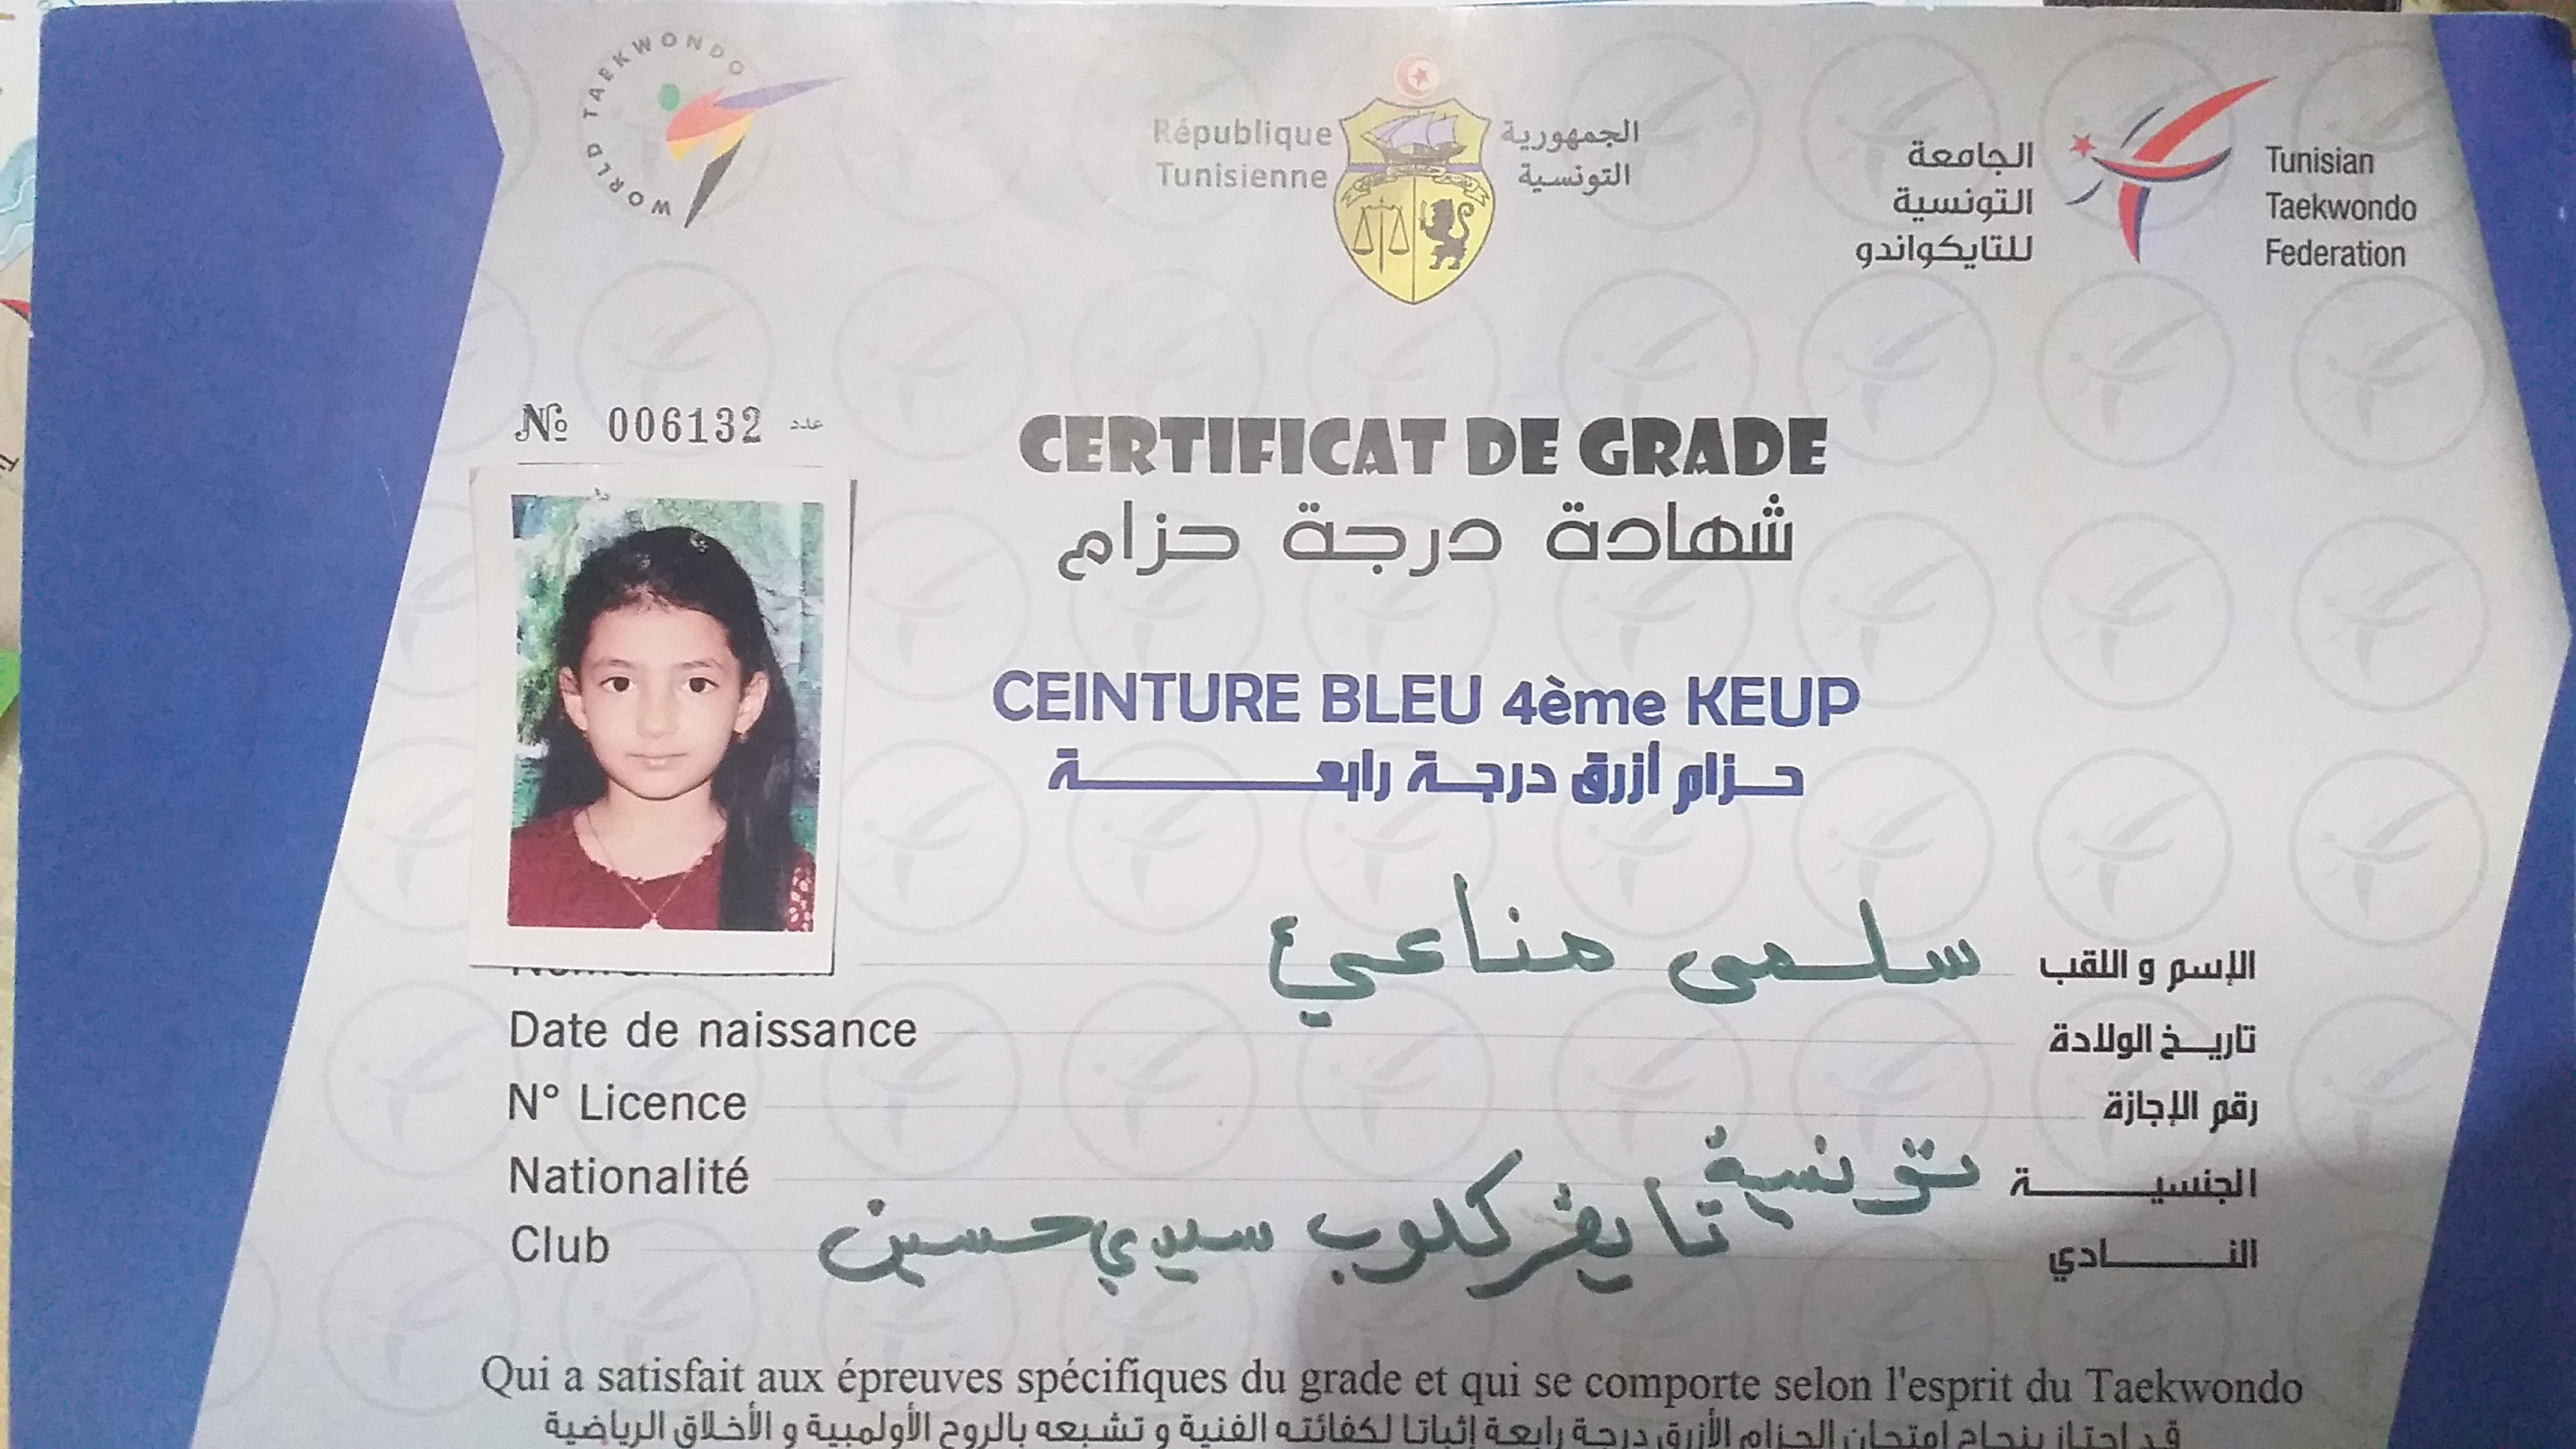 WORLD TAEKWONDO
République Tunisienne
الجمهورية التونسية
الجامعة التونسية للتايكواندو
Tunisian Taekwondo Federation
№ 006132 عدد
CERTIFICAT DE GRADE
شهادة درجة حزام
CEINTURE BLEU 4ème KEUP
حزام أزرق درجة رابعة
الإسم و اللقب سلمى مناعي
Date de naissance تاريخ الولادة
N° Licence رقم الإجازة
Nationalité تونسية الجنسية
Club تايقر كلوب سيدي حسين النادي
Qui a satisfait aux épreuves spécifiques du grade et qui se comporte selon l'esprit du Taekwondo
قد اجتاز بنجاح امتحان الحزام الأزرق درجة رابعة إثباتا لكفائته الفنية و تشبعه بالروح الأولمبية و الأخلاق الرياضية